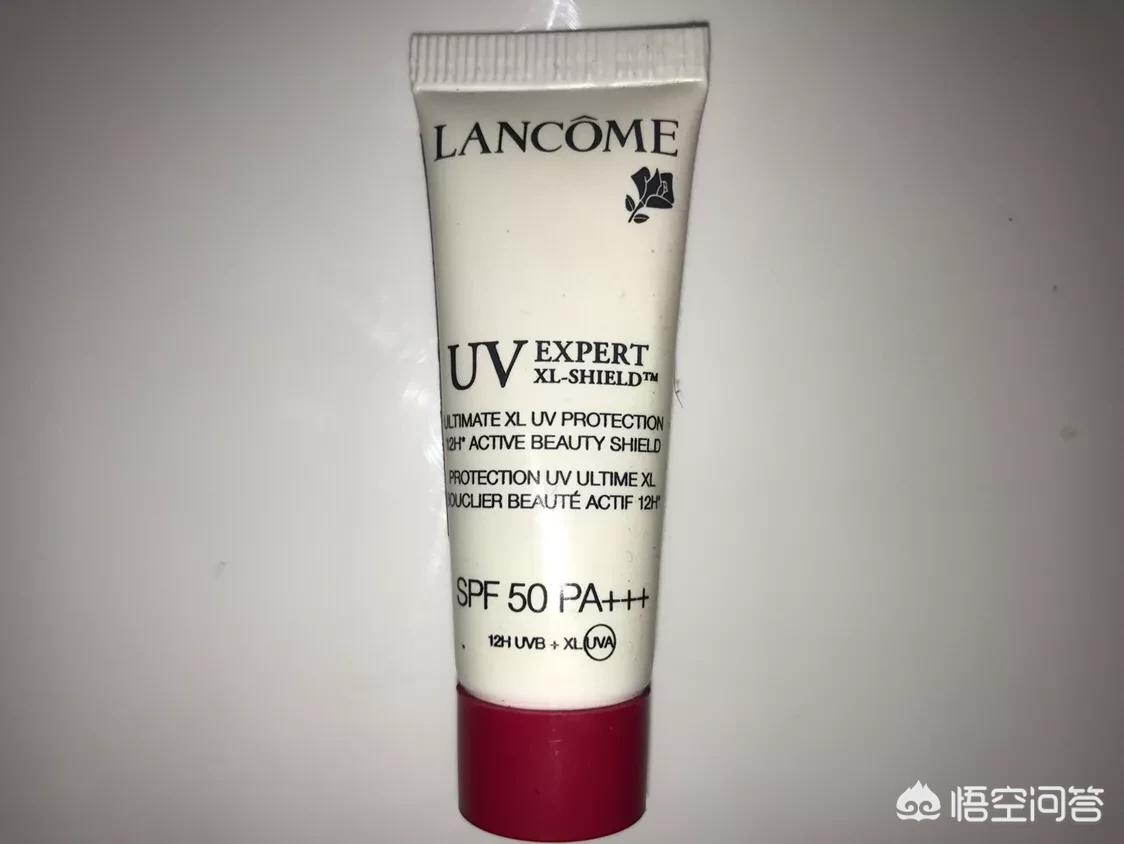 LANCÔME
UV EXPERT
XL-SHIELD™
ULTIMATE XL UV PROTECTION
12H* ACTIVE BEAUTY SHIELD
PROTECTION UV ULTIME XL
BOUCLIER BEAUTÉ ACTIF 12H*
SPF 50 PA+++
12H UVB + XL UVA
悟空问答